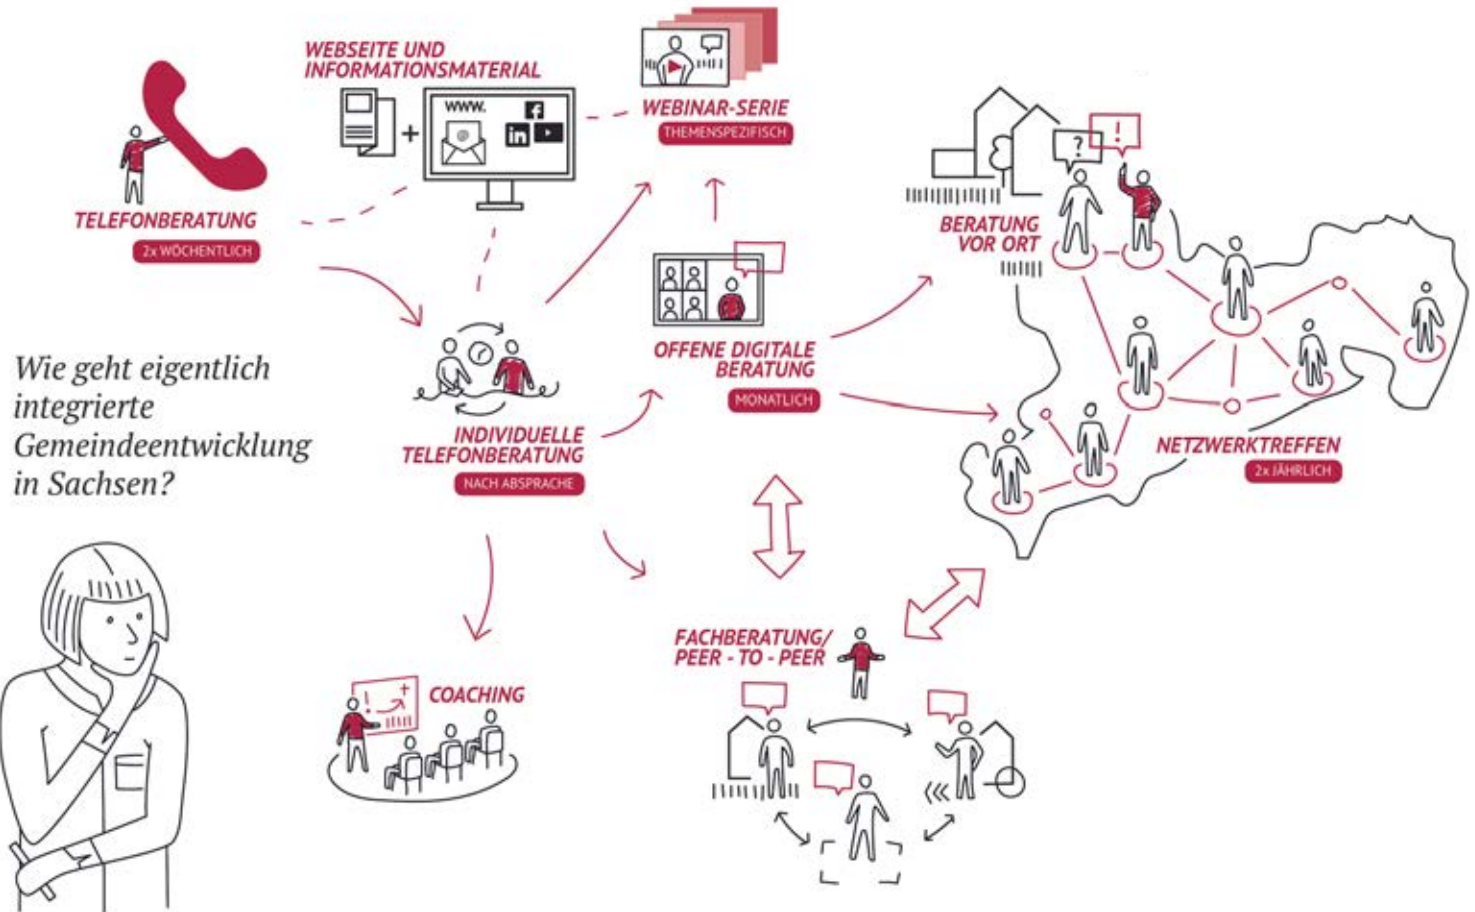 WEBSEITE UND
INFORMATIONSMATERIAL
WWW.
@
f
in
+
WEBINAR-SERIE
THEMENSPEZIFISCH
TELEFONBERATUNG
2x WÖCHENTLICH
?
!
BERATUNG
VOR ORT
OFFENE DIGITALE
BERATUNG
MONATLICH
Wie geht eigentlich
integrierte
Gemeindeentwicklung
in Sachsen?
INDIVIDUELLE
TELEFONBERATUNG
NACH ABSPRACHE
NETZWERKTREFFEN
2x JÄHRLICH
FACHBERATUNG/
PEER - TO - PEER
! +
COACHING